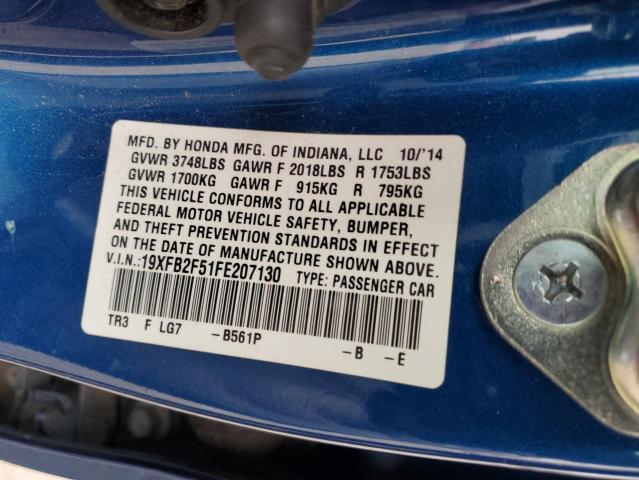 MFD. BY HONDA MFG. OF INDIANA, LLC 10/'14
GVWR 3748LBS GAWR F 2018LBS R 1753LBS
GVWR 1700KG GAWR F 915KG R 795KG
THIS VEHICLE CONFORMS TO ALL APPLICABLE
FEDERAL MOTOR VEHICLE SAFETY, BUMPER,
AND THEFT PREVENTION STANDARDS IN EFFECT
ON THE DATE OF MANUFACTURE SHOWN ABOVE.
V.I.N.:19XFB2F51FE207130 TYPE: PASSENGER CAR
TR3 F LG7 -B561P -B -E